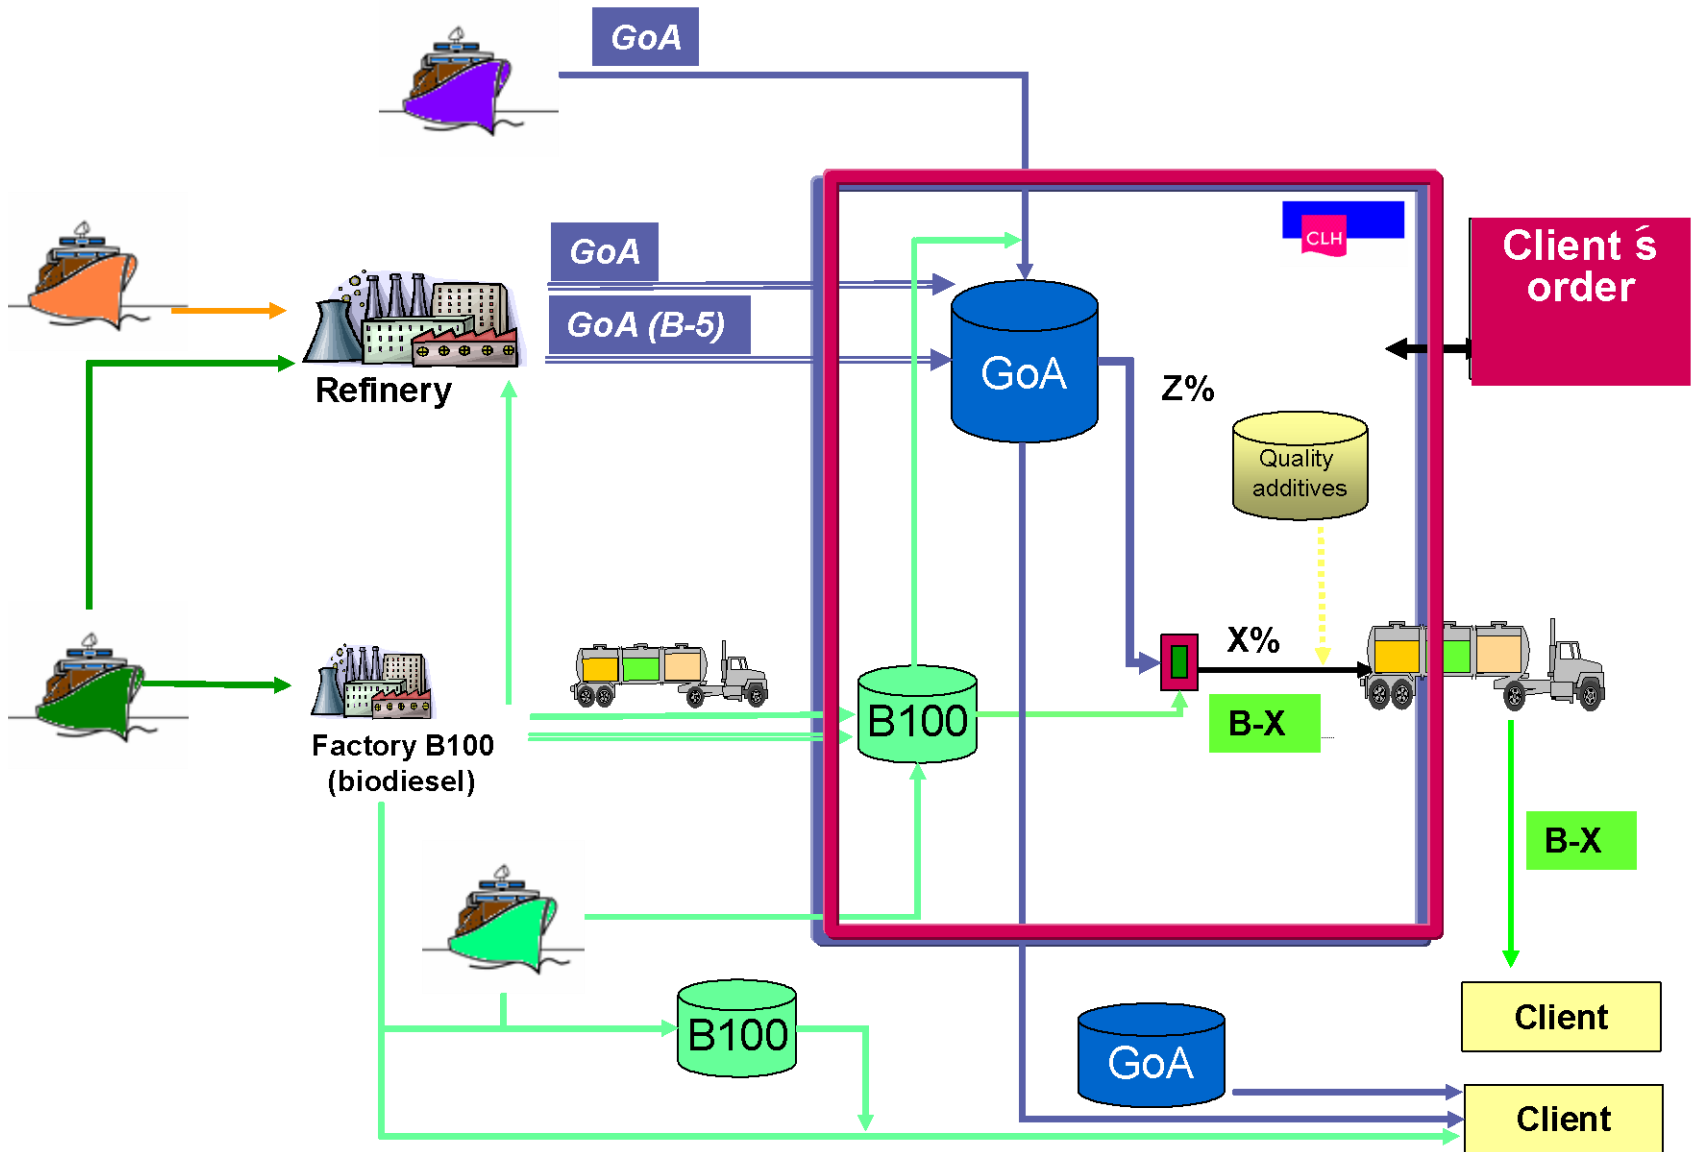 GoA
CLH
Client ´s
order
GoA
GoA (B-5)
GoA
Z%
Refinery
Quality
additives
X%
B100
B-X
Factory B100
(biodiesel)
B-X
Client
B100
GoA
Client